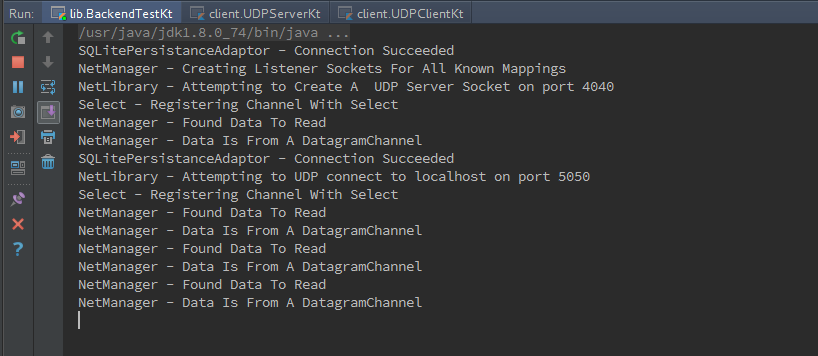 Run: lib.BackendTestKt client.UDPServerKt client.UDPClientKt
/usr/java/jdk1.8.0_74/bin/java ...
SQLitePersistanceAdaptor - Connection Succeeded
NetManager - Creating Listener Sockets For All Known Mappings
NetLibrary - Attempting to Create A  UDP Server Socket on port 4040
Select - Registering Channel With Select
NetManager - Found Data To Read
NetManager - Data Is From A DatagramChannel
SQLitePersistanceAdaptor - Connection Succeeded
NetLibrary - Attempting to UDP connect to localhost on port 5050
Select - Registering Channel With Select
NetManager - Found Data To Read
NetManager - Data Is From A DatagramChannel
NetManager - Found Data To Read
NetManager - Data Is From A DatagramChannel
NetManager - Found Data To Read
NetManager - Data Is From A DatagramChannel